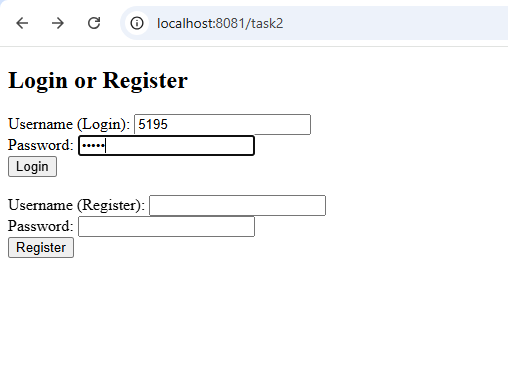 localhost:8081/task2
Login or Register
Username (Login): 5195
Password: •••••
Login
Username (Register):
Password:
Register